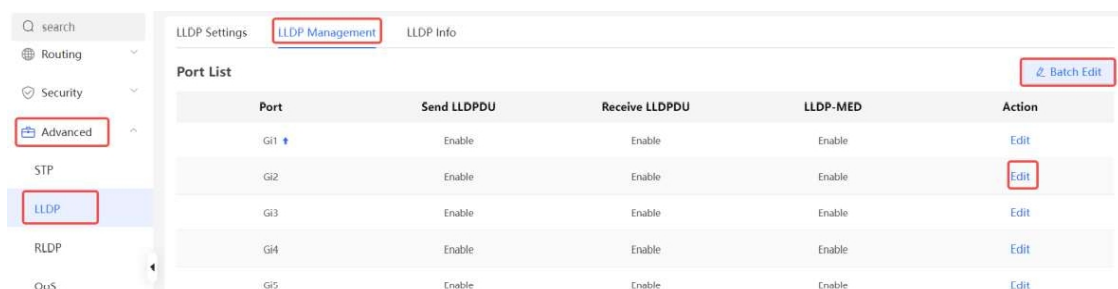 search
Routing
Security
Advanced
STP
LLDP
RLDP
QoS
LLDP Settings LLDP Management LLDP Info
Port List Batch Edit
Port Send LLDPDU Receive LLDPDU LLDP-MED Action
Gi1 Enable Enable Enable Edit
Gi2 Enable Enable Enable Edit
Gi3 Enable Enable Enable Edit
Gi4 Enable Enable Enable Edit
Gi5 Enable Enable Enable Edit